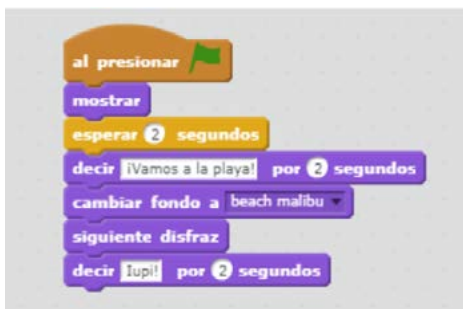 al presionar
mostrar
esperar 2 segundos
decir ¡Vamos a la playa! por 2 segundos
cambiar fondo a beach malibu
siguiente disfraz
decir Iupi! por 2 segundos